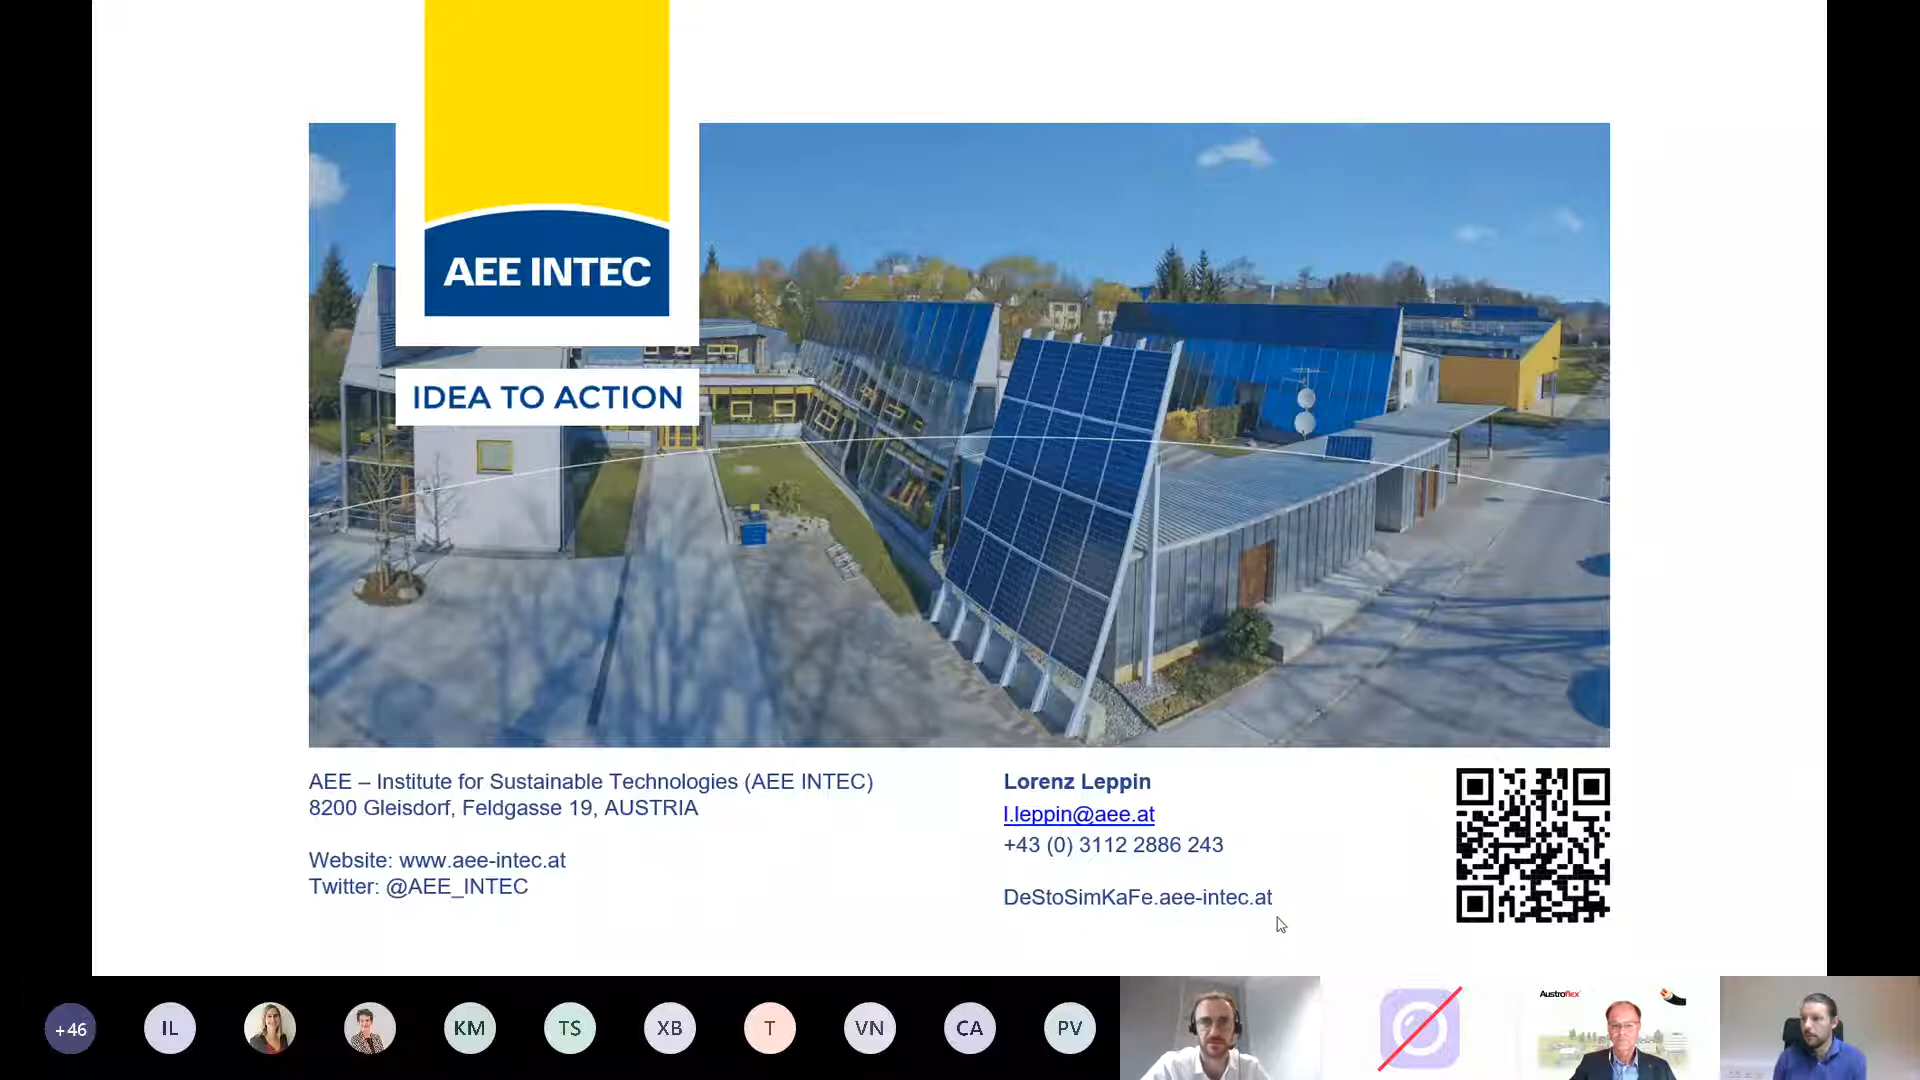 AEE INTEC
IDEA TO ACTION
AEE – Institute for Sustainable Technologies (AEE INTEC)
8200 Gleisdorf, Feldgasse 19, AUSTRIA
Website: www.aee-intec.at
Twitter: @AEE_INTEC
Lorenz Leppin
l.leppin@aee.at
+43 (0) 3112 2886 243
DeStoSimKaFe.aee-intec.at
+46
IL
KM
TS
XB
T
VN
CA
PV
Austroflex